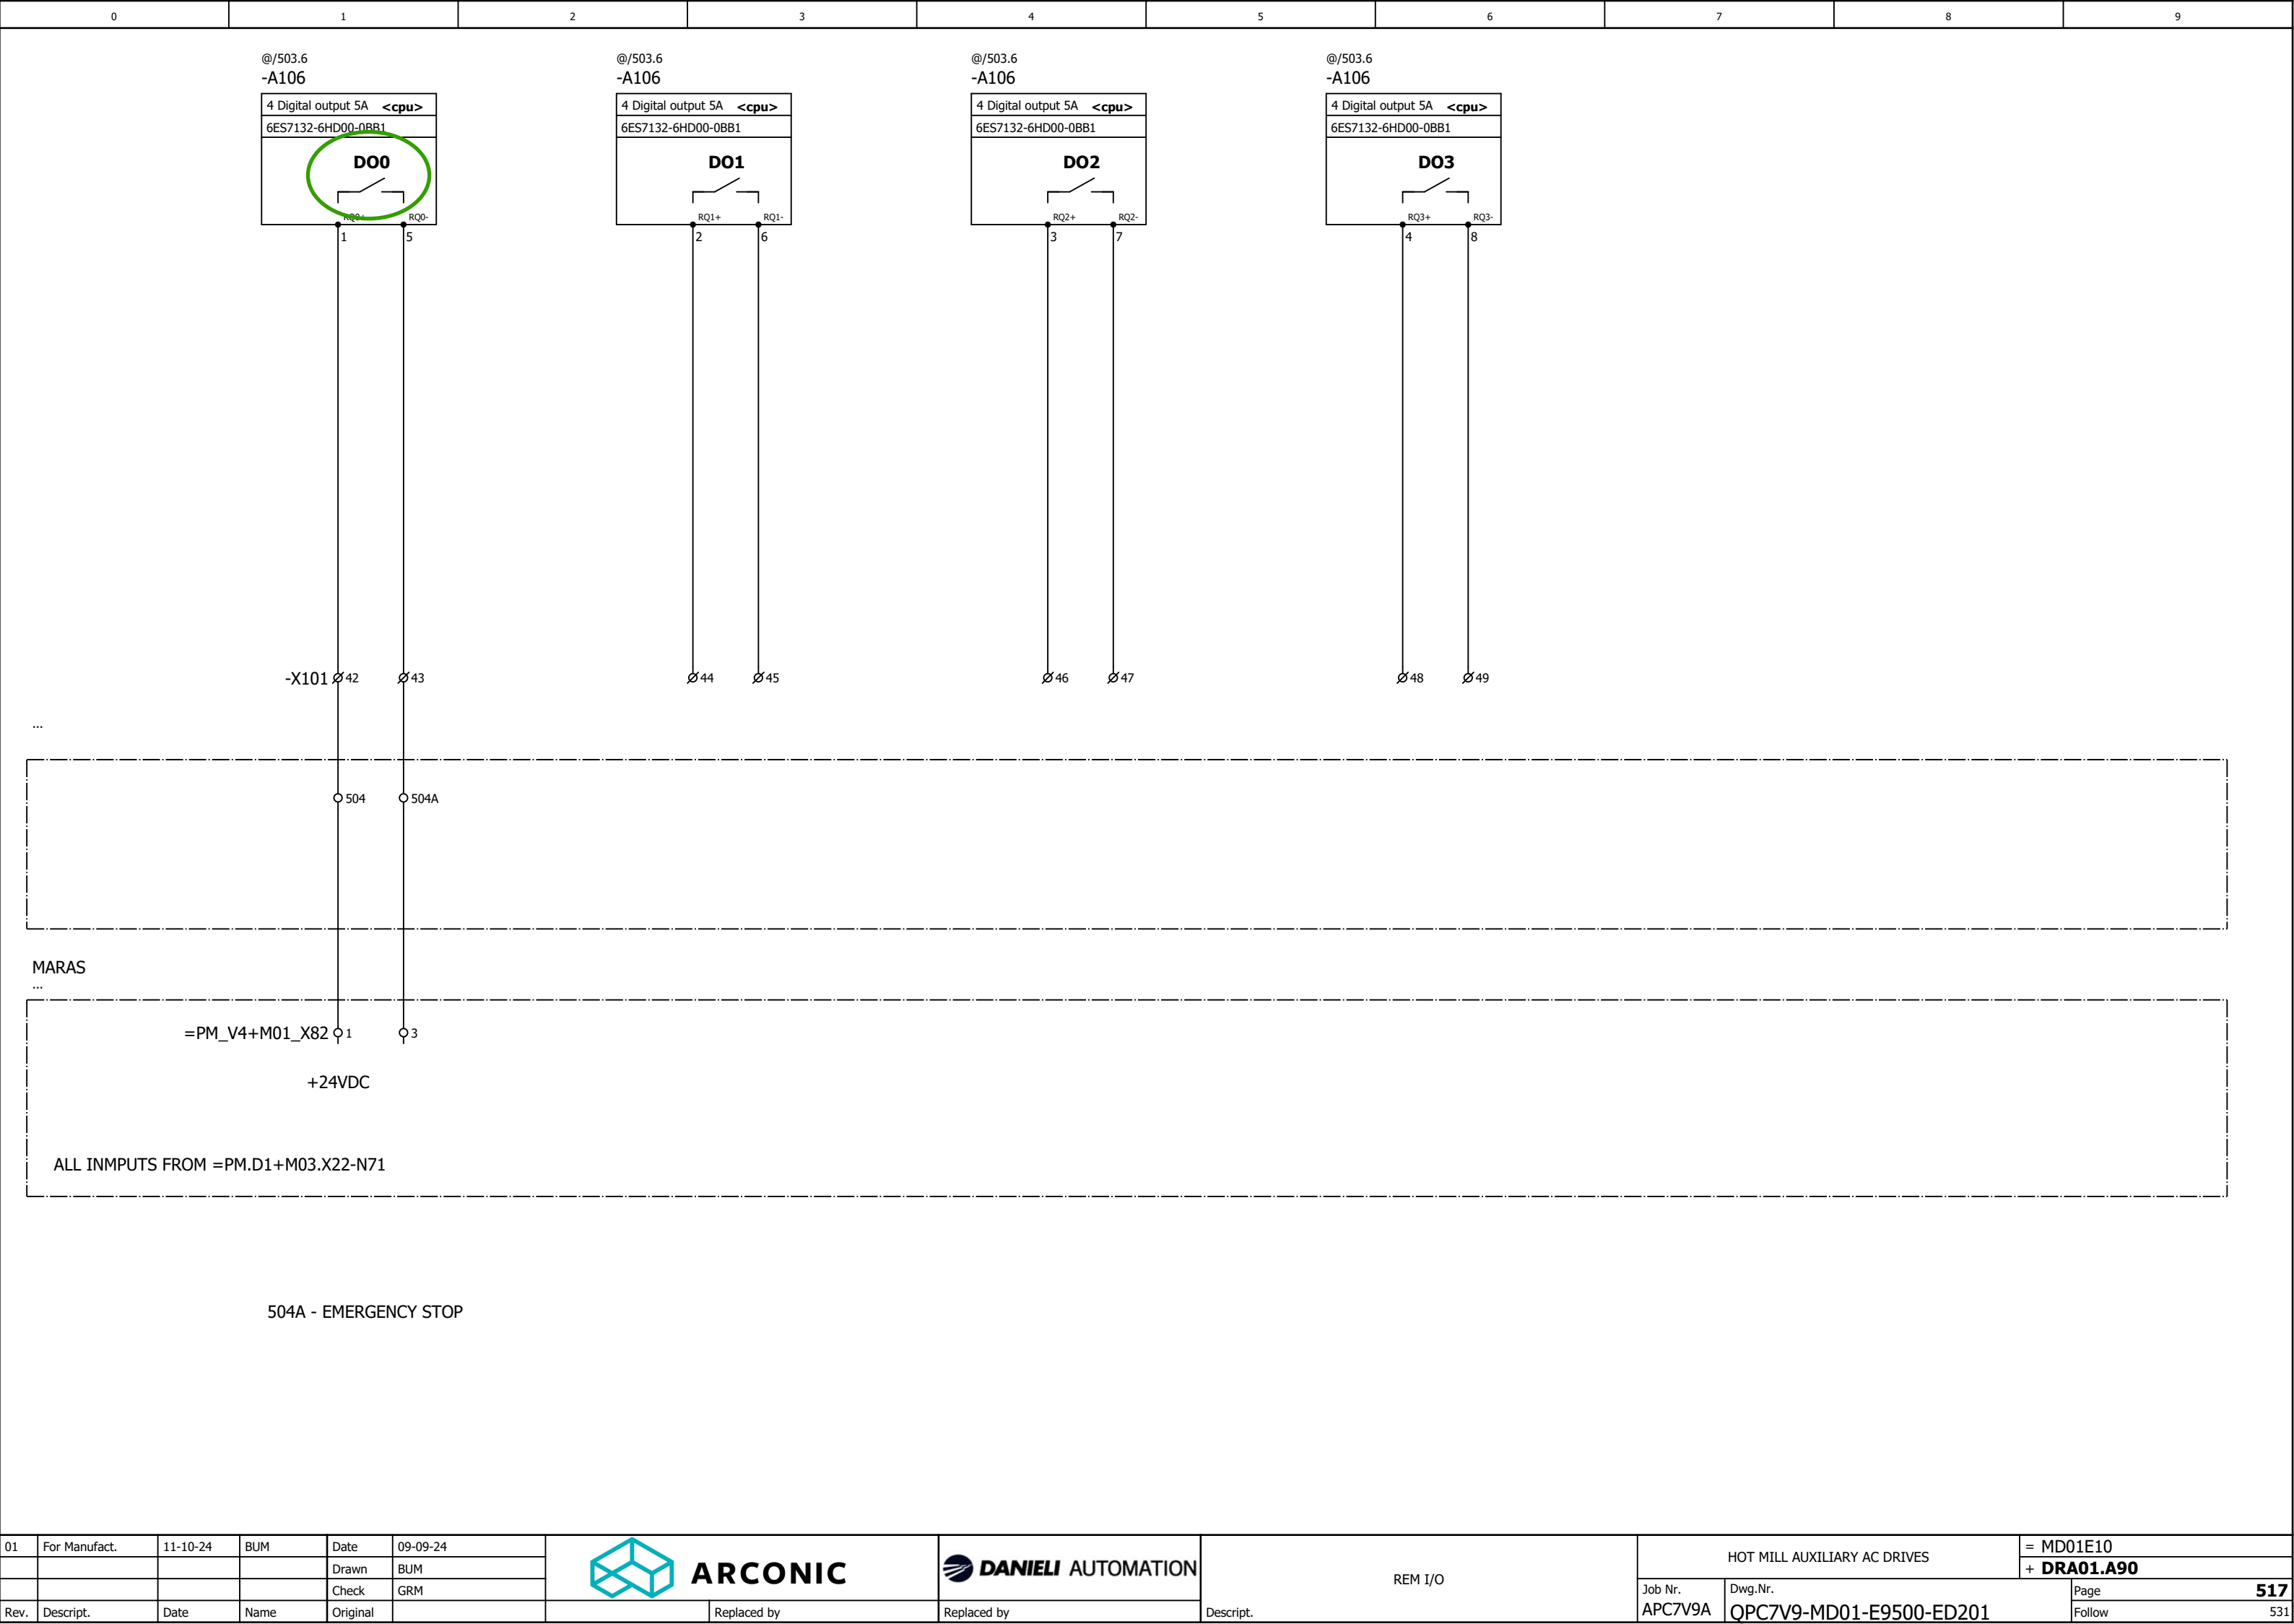 0 1 2 3 4 5 6 7 8 9
@/503.6 @/503.6 @/503.6 @/503.6
-A106 -A106 -A106 -A106
4 Digital output 5A <cpu> 4 Digital output 5A <cpu> 4 Digital output 5A <cpu> 4 Digital output 5A <cpu>
6ES7132-6HD00-0BB1 6ES7132-6HD00-0BB1 6ES7132-6HD00-0BB1 6ES7132-6HD00-0BB1
DO0 DO1 DO2 DO3
RQ0+ RQ0- RQ1+ RQ1- RQ2+ RQ2- RQ3+ RQ3-
1 5 2 6 3 7 4 8
-X101 42 43 44 45 46 47 48 49
...
504 504A
MARAS
...
=PM_V4+M01_X82 1 3
+24VDC
ALL INMPUTS FROM =PM.D1+M03.X22-N71
504A - EMERGENCY STOP
01 For Manufact. 11-10-24 BUM Date 09-09-24
Drawn BUM
Check GRM
Rev. Descript. Date Name Original
ARCONIC
Replaced by
DANIELI AUTOMATION
Replaced by
REM I/O
Descript.
HOT MILL AUXILIARY AC DRIVES
= MD01E10
+ DRA01.A90
Job Nr. Dwg.Nr. Page 517
APC7V9A QPC7V9-MD01-E9500-ED201 Follow 531